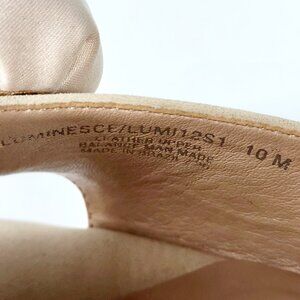 LUMINESCE/LUMI12S1 10 M
LEATHER UPPER
BALANCE MAN MADE
MADE IN BRAZIL